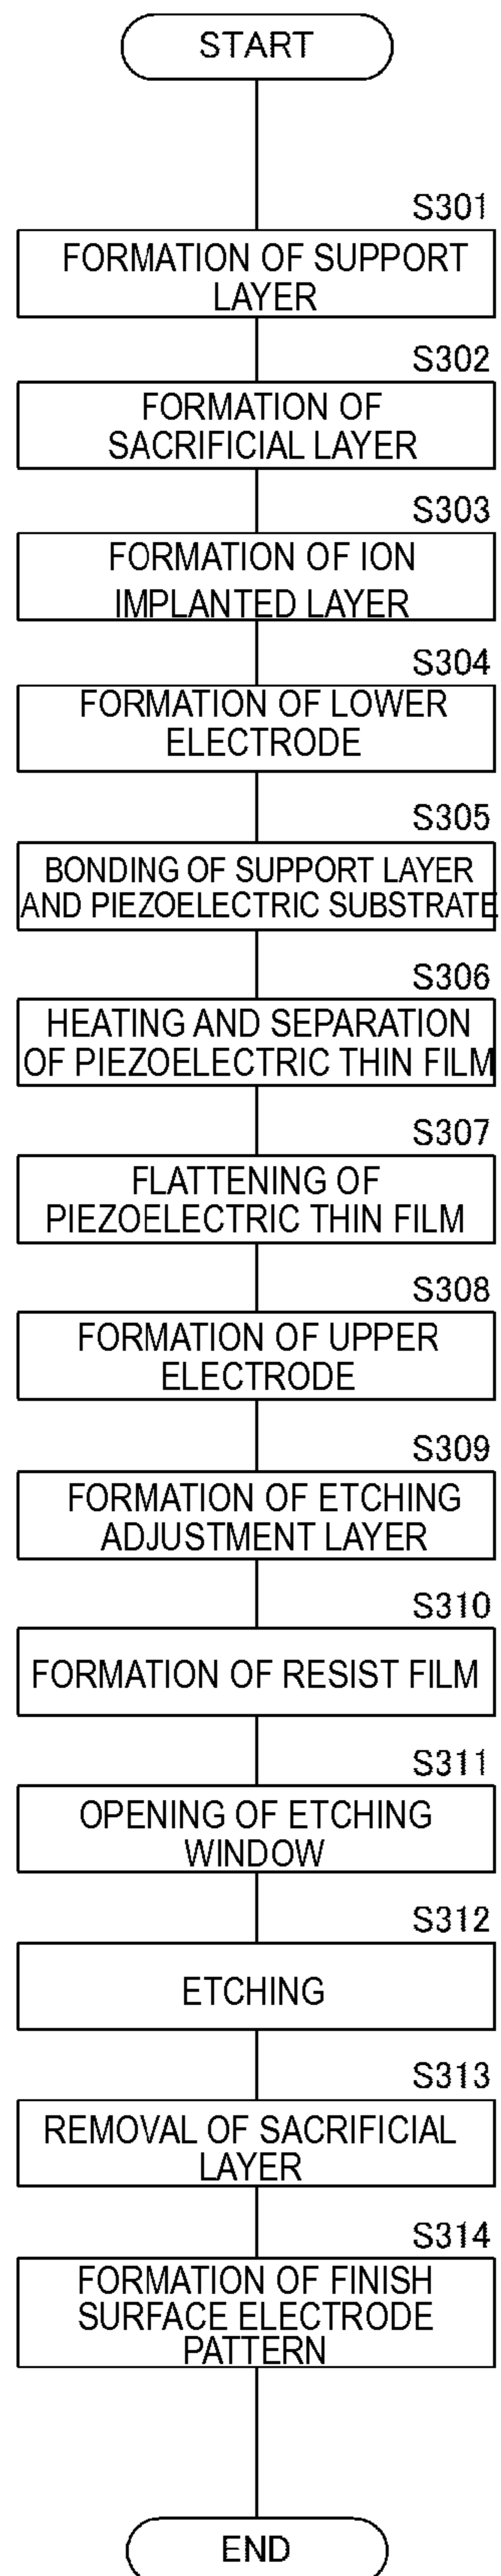 START
S301
FORMATION OF SUPPORT
LAYER
S302
FORMATION OF
SACRIFICIAL LAYER
S303
FORMATION OF ION
IMPLANTED LAYER
S304
FORMATION OF LOWER
ELECTRODE
S305
BONDING OF SUPPORT LAYER
AND PIEZOELECTRIC SUBSTRATE
S306
HEATING AND SEPARATION
OF PIEZOELECTRIC THIN FILM
S307
FLATTENING OF
PIEZOELECTRIC THIN FILM
S308
FORMATION OF UPPER
ELECTRODE
S309
FORMATION OF ETCHING
ADJUSTMENT LAYER
S310
FORMATION OF RESIST FILM
S311
OPENING OF ETCHING
WINDOW
S312
ETCHING
S313
REMOVAL OF SACRIFICIAL
LAYER
S314
FORMATION OF FINISH
SURFACE ELECTRODE
PATTERN
END